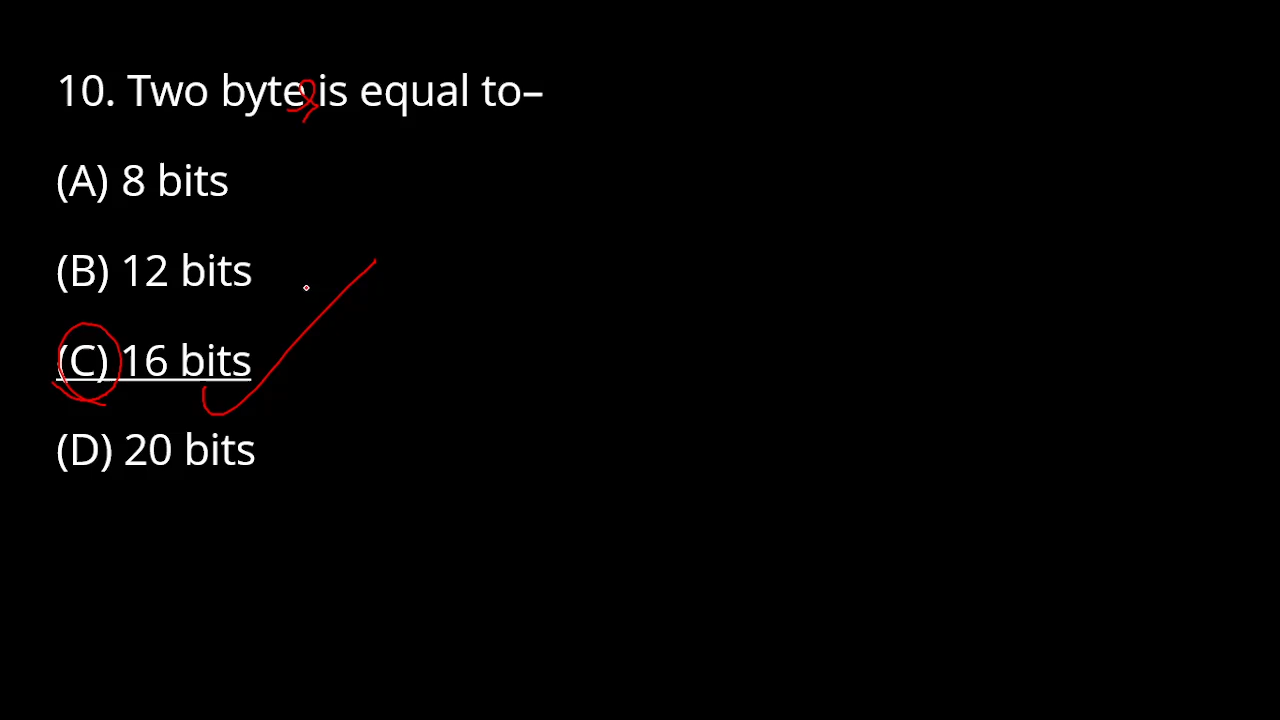 10. Two byte is equal to–
(A) 8 bits
(B) 12 bits
(C) 16 bits
(D) 20 bits